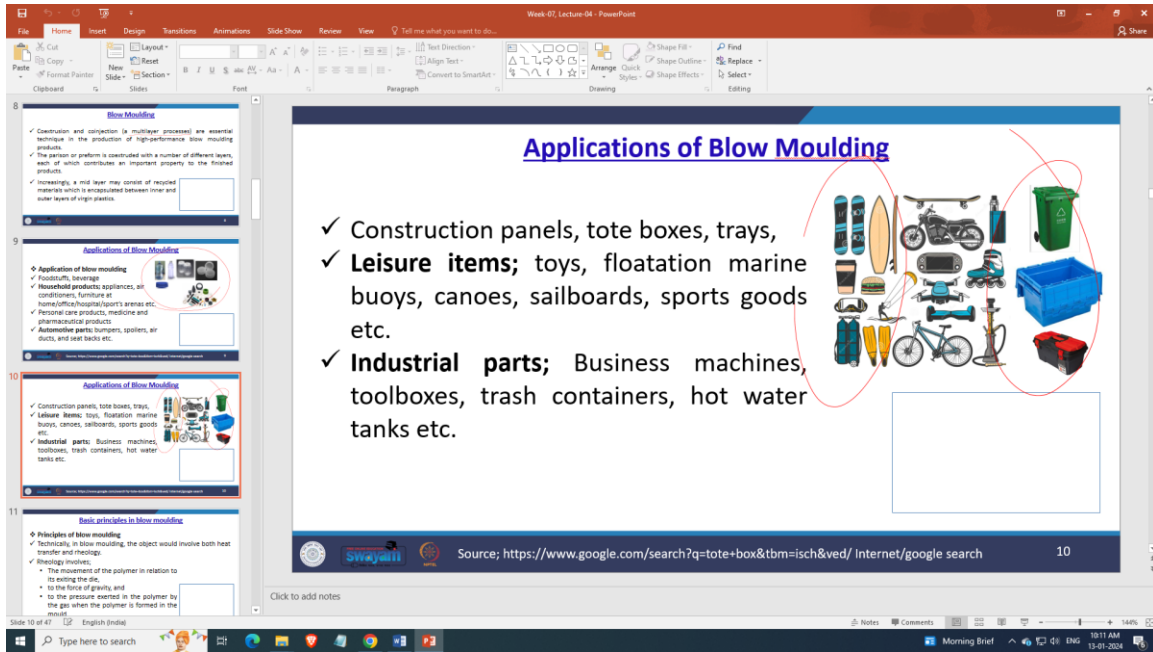 Week-07, Lecture-04 - PowerPoint
File Home Insert Design Transitions Animations Slide Show Review View Tell me what you want to do... Share
Cut
Copy
Format Painter
Paste
Clipboard
New
Slide
Layout
Reset
Section
Slides
B I U S abc AV Aa A
Font
Text Direction
Align Text
Convert to SmartArt
Paragraph
Arrange
Quick
Styles
Shape Fill
Shape Outline
Shape Effects
Drawing
Find
Replace
Select
Editing
8
Blow Moulding
✓ Coextrusion and coinjection (a multilayer processes) are essential
technique in the production of high-performance blow moulding
products.
✓ The parison or preform is coextruded with a number of different layers,
each of which contributes an important property to the finished
products.
✓ Increasingly, a mid layer may consist of recycled
materials which is encapsulated between inner and
outer layers of virgin plastics.
9
Applications of Blow Moulding
❖ Application of blow moulding
✓ Foodstuffs, beverage
✓ Household products; appliances, air
conditioners, furniture at
home/office/hospital/sport's arenas etc.
✓ Personal care products, medicine and
pharmaceutical products
✓ Automotive parts; bumpers, spoilers, air
ducts, and seat backs etc.
10
Applications of Blow Moulding
✓ Construction panels, tote boxes, trays,
✓ Leisure items; toys, floatation marine
buoys, canoes, sailboards, sports goods
etc.
✓ Industrial parts; Business machines,
toolboxes, trash containers, hot water
tanks etc.
11
Basic principles in blow moulding
❖ Principles of blow moulding
✓ Technically, in blow moulding, the object would involve both heat
transfer and rheology.
✓ Rheology involves;
• The movement of the polymer in relation to
its exiting the die,
• to the force of gravity, and
• to the pressure exerted in the polymer by
the gas when the polymer is formed in the
mould
Applications of Blow Moulding
✓ Construction panels, tote boxes, trays,
✓ Leisure items; toys, floatation marine
buoys, canoes, sailboards, sports goods
etc.
✓ Industrial parts; Business machines,
toolboxes, trash containers, hot water
tanks etc.
swayam
Source; https://www.google.com/search?q=tote+box&tbm=isch&ved/ Internet/google search
10
Click to add notes
Slide 10 of 47 English (India) Notes Comments 144%
Type here to search Morning Brief ENG
10:11 AM
13-01-2024